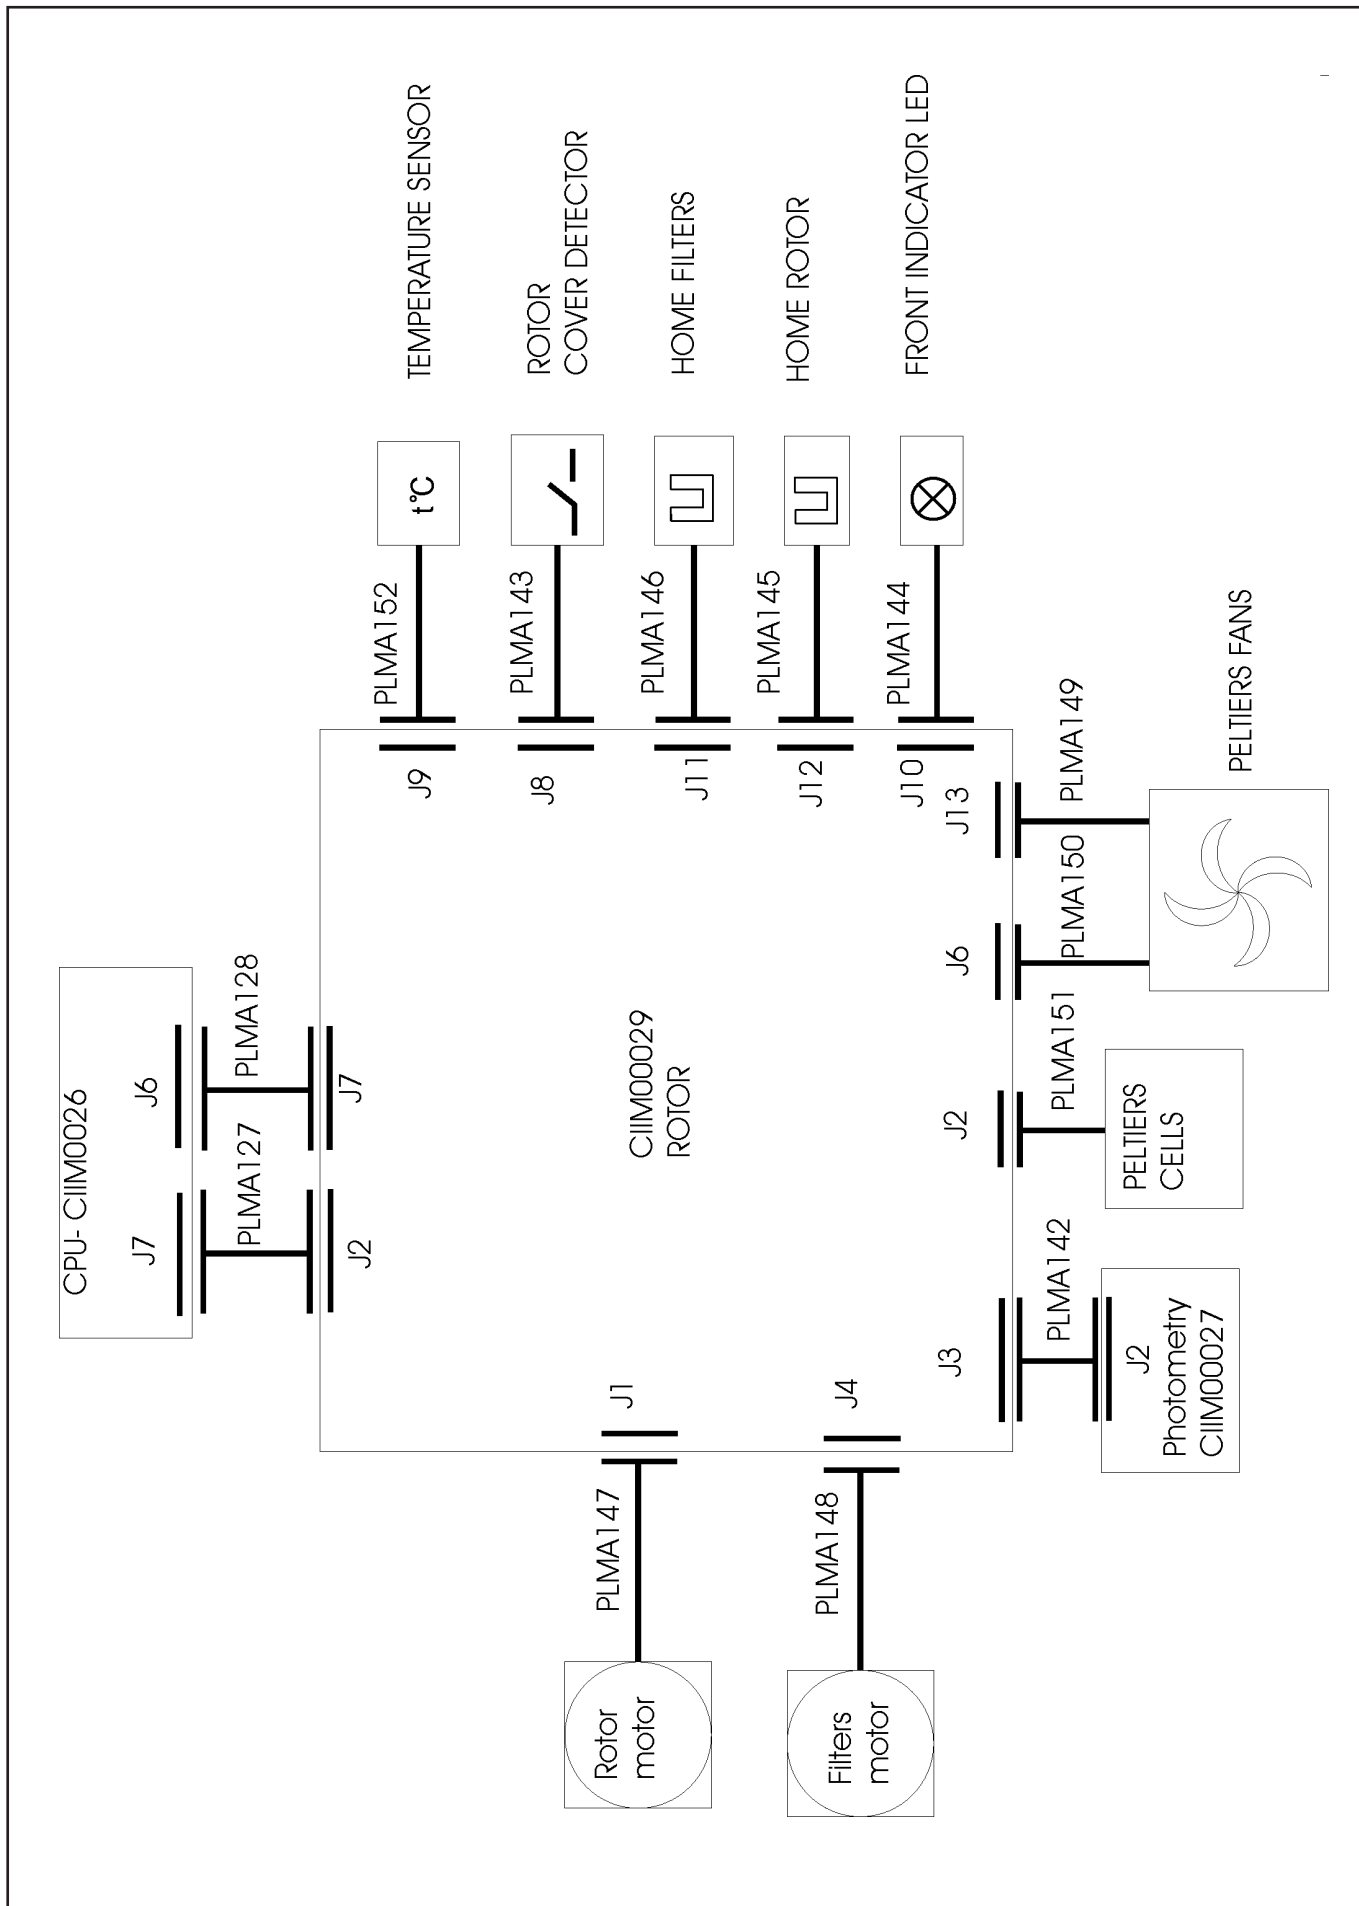 CPU- CIIM0026
J7
J6
PLMA127
PLMA128
J2
J7
Rotor
motor
PLMA147
J1
Filters
motor
PLMA148
J4
CIIM00029
ROTOR
J9
PLMA152
t°C
TEMPERATURE SENSOR
J8
PLMA143
ROTOR
COVER DETECTOR
J11
PLMA146
HOME FILTERS
J12
PLMA145
HOME ROTOR
J10
PLMA144
FRONT INDICATOR LED
J3
PLMA142
J2
Photometry
CIIM00027
J2
PLMA151
PELTIERS
CELLS
J6
PLMA150
J13
PLMA149
PELTIERS FANS